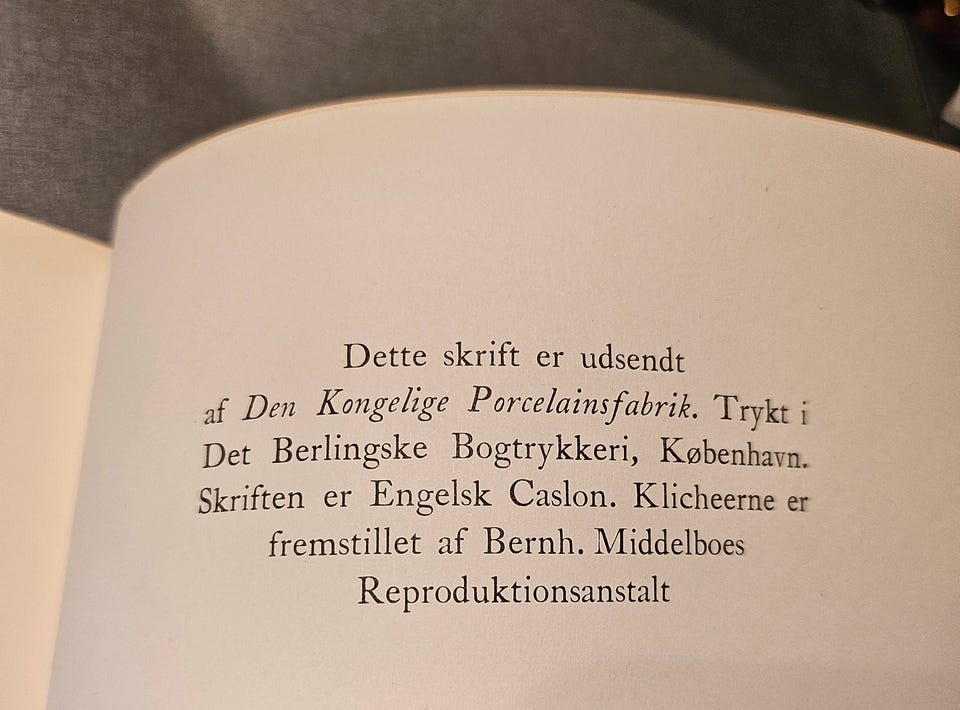 Dette skrift er udsendt
af Den Kongelige Porcelainsfabrik. Trykt i
Det Berlingske Bogtrykkeri, København.
Skriften er Engelsk Caslon. Klicheerne er
fremstillet af Bernh. Middelboes
Reproduktionsanstalt